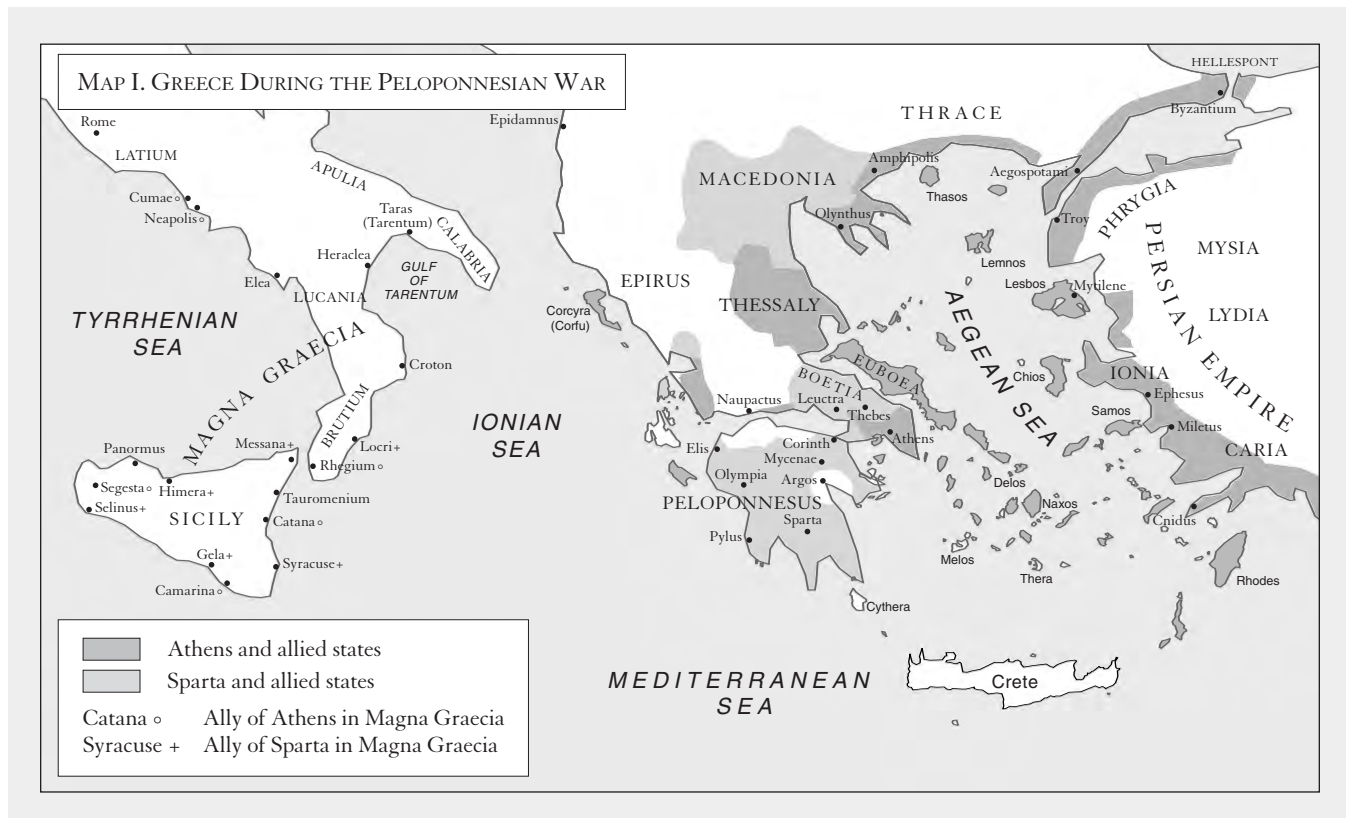 MAP I. GREECE DURING THE PELOPONNESIAN WAR
HELLESPONT
Byzantium
THRACE
Rome
LATIUM
Epidamnus
APULIA
Cumae○
Neapolis○
Taras
(Tarentum)
CALABRIA
MACEDONIA
Amphipolis
Thasos
Aegospotami
PHRYGIA
Olynthus
Troy
PERSIAN EMPIRE
MYSIA
Heraclea
GULF
OF
TARENTUM
Elea
LUCANIA
EPIRUS
Lemnos
Lesbos
Mytilene
TYRRHENIAN
SEA
MAGNA GRAECIA
Corcyra
(Corfu)
THESSALY
AEGEAN SEA
LYDIA
Croton
BRUTIUM
IONIAN
SEA
BOETIA
EUBOEA
Chios
IONIA
Naupactus
Leuctra
Thebes
Ephesus
Samos
Miletus
Panormus
Messana+
Locri+
Rhegium○
Elis
Corinth
Athens
Mycenae
CARIA
Segesta○
Himera+
Olympia
Argos
Delos
Selinus+
Tauromenium
PELOPONNESUS
Naxos
SICILY
Catana○
Sparta
Cnidus
Gela+
Syracuse+
Pylus
Melos
Thera
Camarina○
Rhodes
Cythera
MEDITERRANEAN
SEA
Crete
Athens and allied states
Sparta and allied states
Catana ○ Ally of Athens in Magna Graecia
Syracuse + Ally of Sparta in Magna Graecia